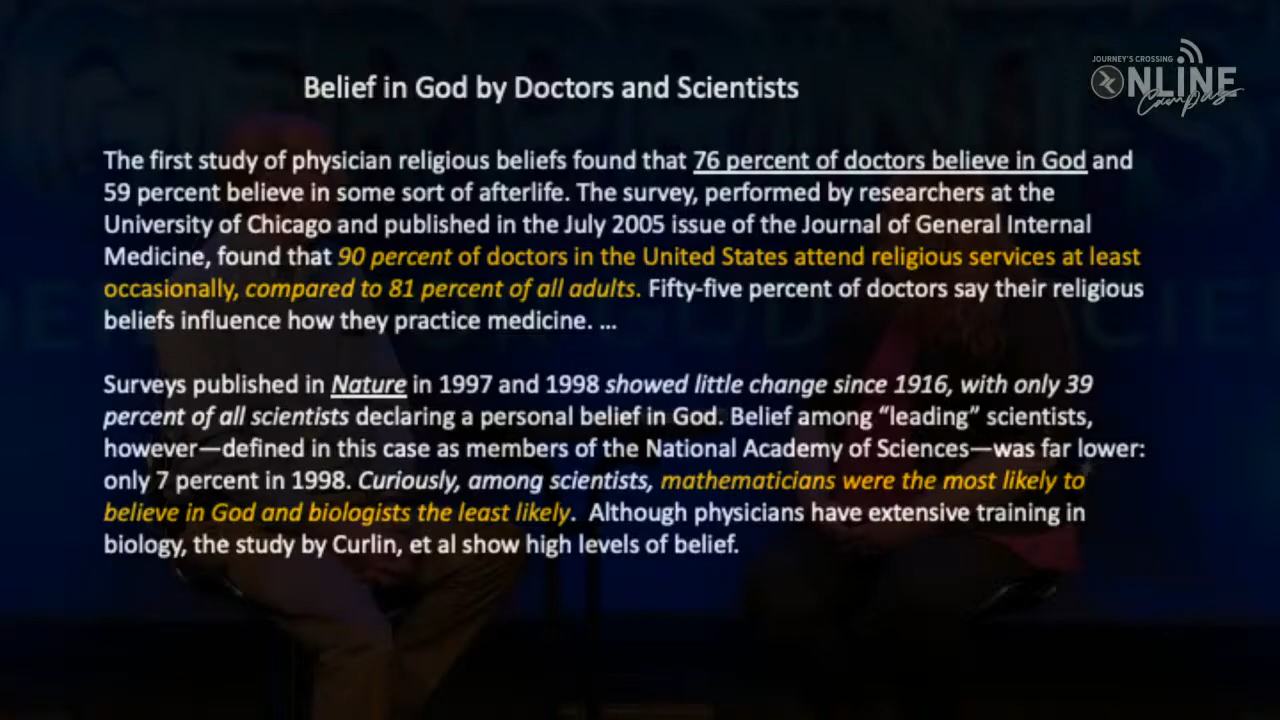 JOURNEY'S CROSSING
ONLINE
Campus
Belief in God by Doctors and Scientists
The first study of physician religious beliefs found that 76 percent of doctors believe in God and
59 percent believe in some sort of afterlife. The survey, performed by researchers at the
University of Chicago and published in the July 2005 issue of the Journal of General Internal
Medicine, found that 90 percent of doctors in the United States attend religious services at least
occasionally, compared to 81 percent of all adults. Fifty-five percent of doctors say their religious
beliefs influence how they practice medicine. ...
Surveys published in Nature in 1997 and 1998 showed little change since 1916, with only 39
percent of all scientists declaring a personal belief in God. Belief among “leading” scientists,
however—defined in this case as members of the National Academy of Sciences—was far lower:
only 7 percent in 1998. Curiously, among scientists, mathematicians were the most likely to
believe in God and biologists the least likely.  Although physicians have extensive training in
biology, the study by Curlin, et al show high levels of belief.